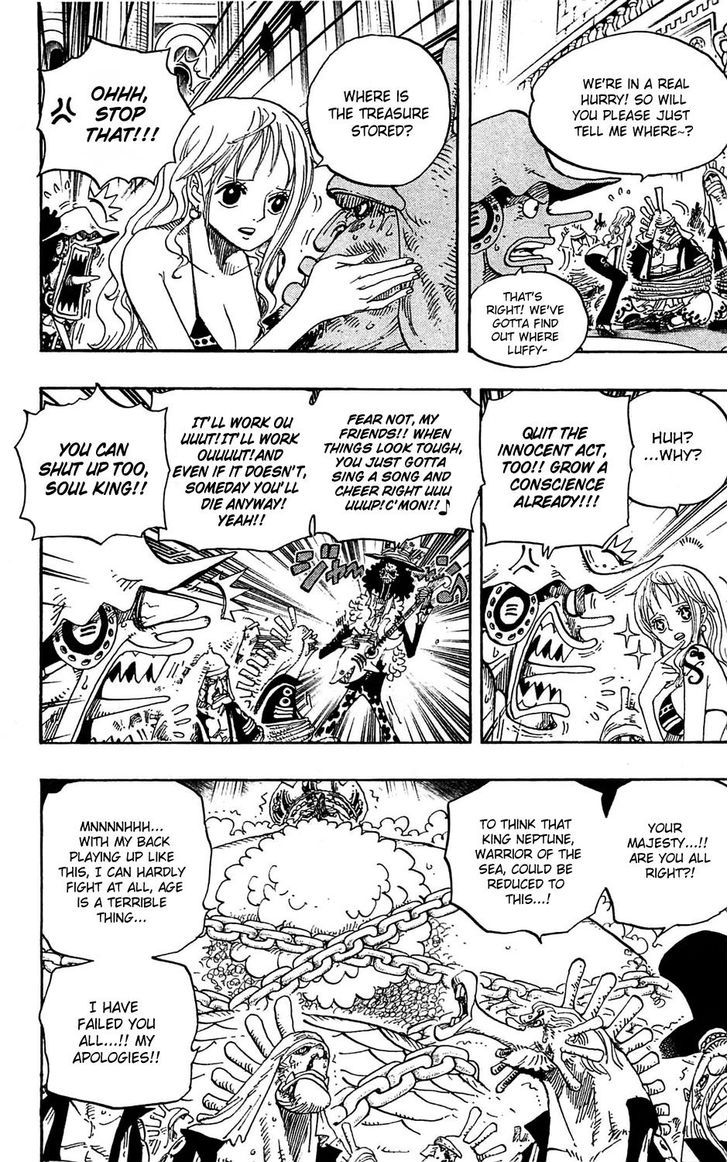 WE'RE IN A REAL
HURRY! SO WILL
YOU PLEASE JUST
TELL ME WHERE~?
THAT'S
RIGHT! WE'VE
GOTTA FIND
OUT WHERE
LUFFY-
WHERE IS
THE TREASURE
STORED?
OHHH,
STOP
THAT!!!
HUH?
...WHY?
QUIT THE
INNOCENT ACT,
TOO!! GROW A
CONSCIENCE
ALREADY!!!
FEAR NOT, MY
FRIENDS!! WHEN
THINGS LOOK TOUGH,
YOU JUST GOTTA
SING A SONG AND
CHEER RIGHT UUU
UUUP! C'MON!!♪
IT'LL WORK OU
UUUT! IT'LL WORK
OUUUUT! AND
EVEN IF IT DOESN'T,
SOMEDAY YOU'LL
DIE ANYWAY!
YEAH!!
ジャーーン♪
YOU CAN
SHUT UP TOO,
SOUL KING!!
YOUR
MAJESTY...!!
ARE YOU ALL
RIGHT?!
TO THINK THAT
KING NEPTUNE,
WARRIOR OF THE
SEA, COULD BE
REDUCED TO
THIS...!
MNNNNHHH...
WITH MY BACK
PLAYING UP LIKE
THIS, I CAN HARDLY
FIGHT AT ALL, AGE
IS A TERRIBLE
THING...
I HAVE
FAILED YOU
ALL...!! MY
APOLOGIES!!